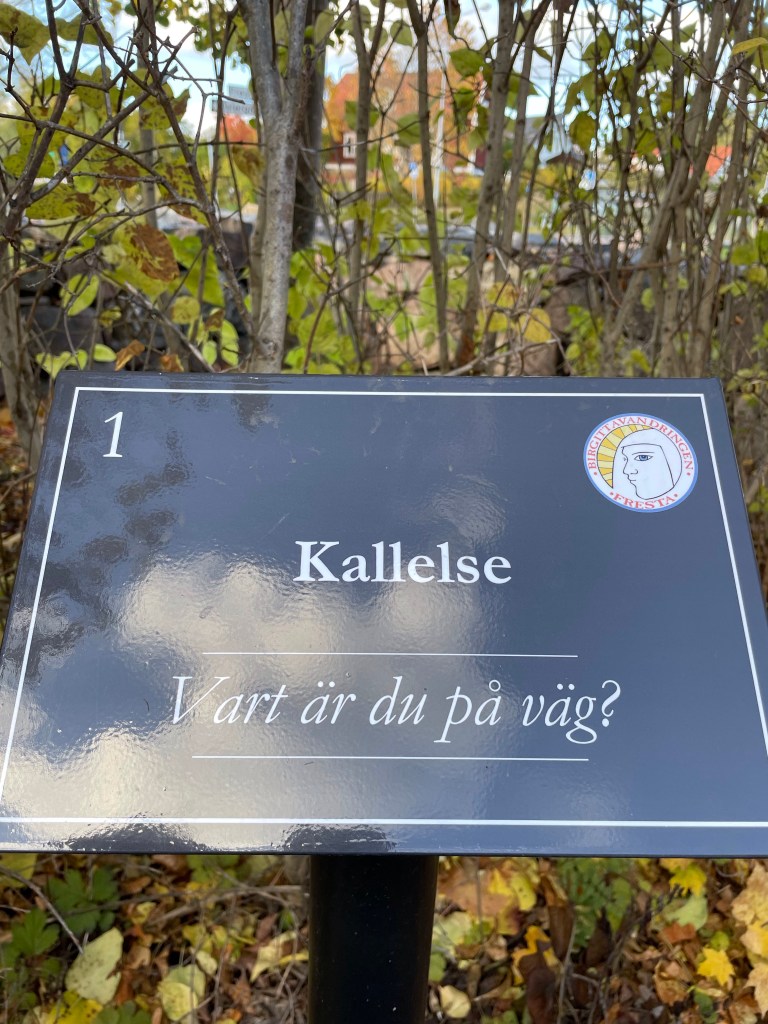 1
BIRGITTAVANDRINGEN
• FRESTA •
Kallelse
Vart är du på väg?